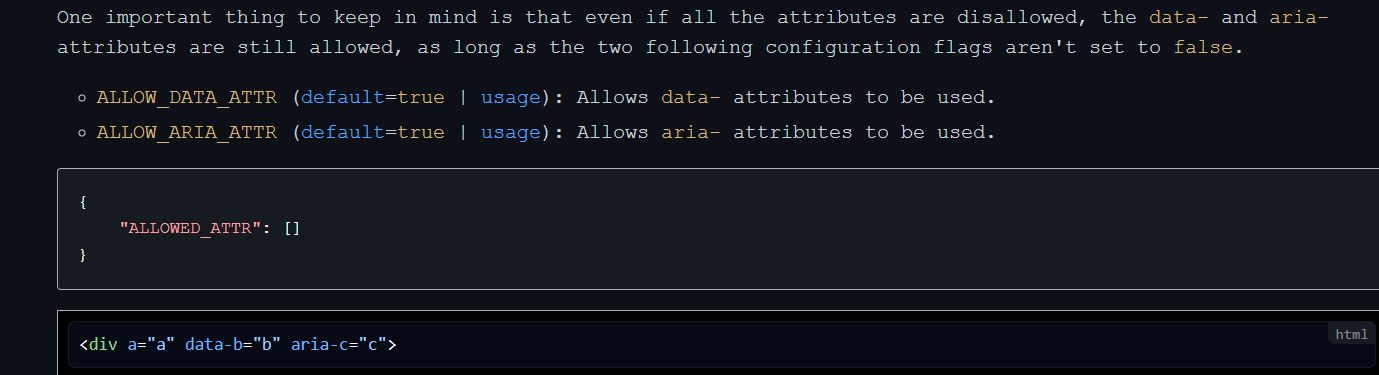 One important thing to keep in mind is that even if all the attributes are disallowed, the data- and aria-
attributes are still allowed, as long as the two following configuration flags aren't set to false.
ALLOW_DATA_ATTR (default=true | usage): Allows data- attributes to be used.
ALLOW_ARIA_ATTR (default=true | usage): Allows aria- attributes to be used.
{
    "ALLOWED_ATTR": []
}
html
<div a="a" data-b="b" aria-c="c">